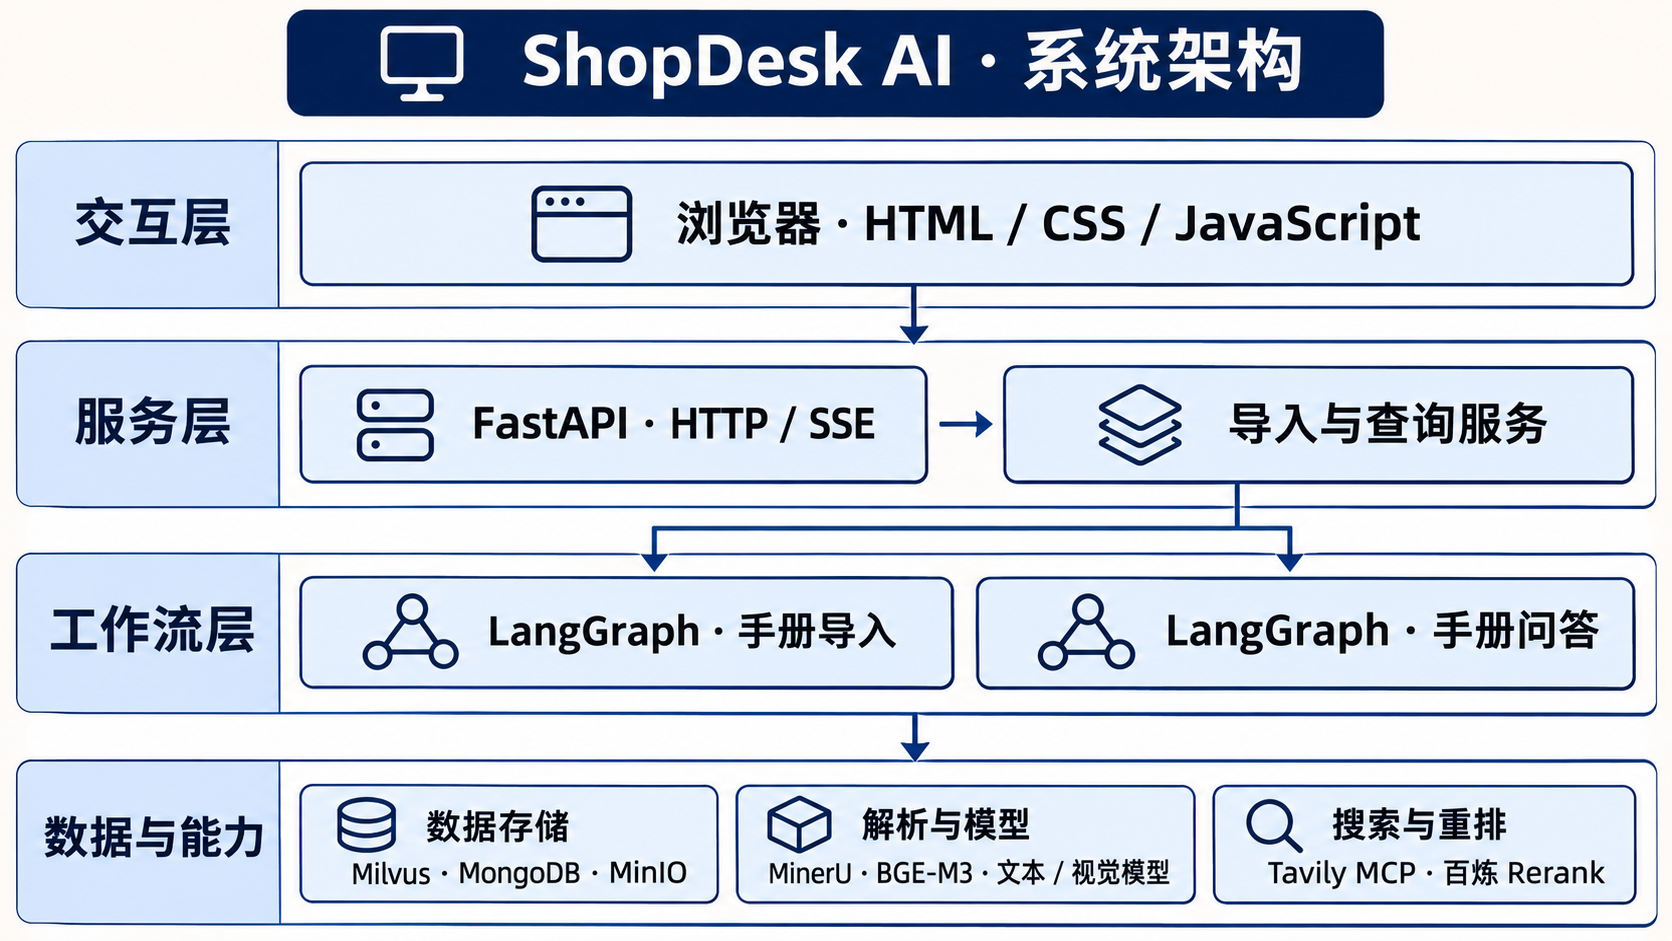 ShopDesk AI · 系统架构
交互层
浏览器 · HTML / CSS / JavaScript
服务层
FastAPI · HTTP / SSE
导入与查询服务
工作流层
LangGraph · 手册导入
LangGraph · 手册问答
数据与能力
数据存储
Milvus · MongoDB · MinIO
解析与模型
MinerU · BGE-M3 · 文本 / 视觉模型
搜索与重排
Tavily MCP · 百炼 Rerank